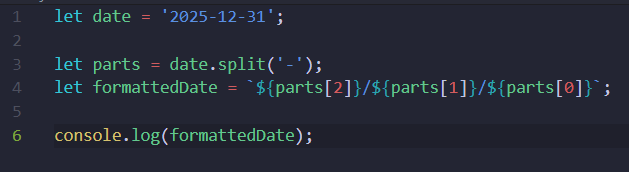 1 let date = '2025-12-31';
2
3 let parts = date.split('-');
4 let formattedDate = `${parts[2]}/${parts[1]}/${parts[0]}`;
5
6 console.log(formattedDate);